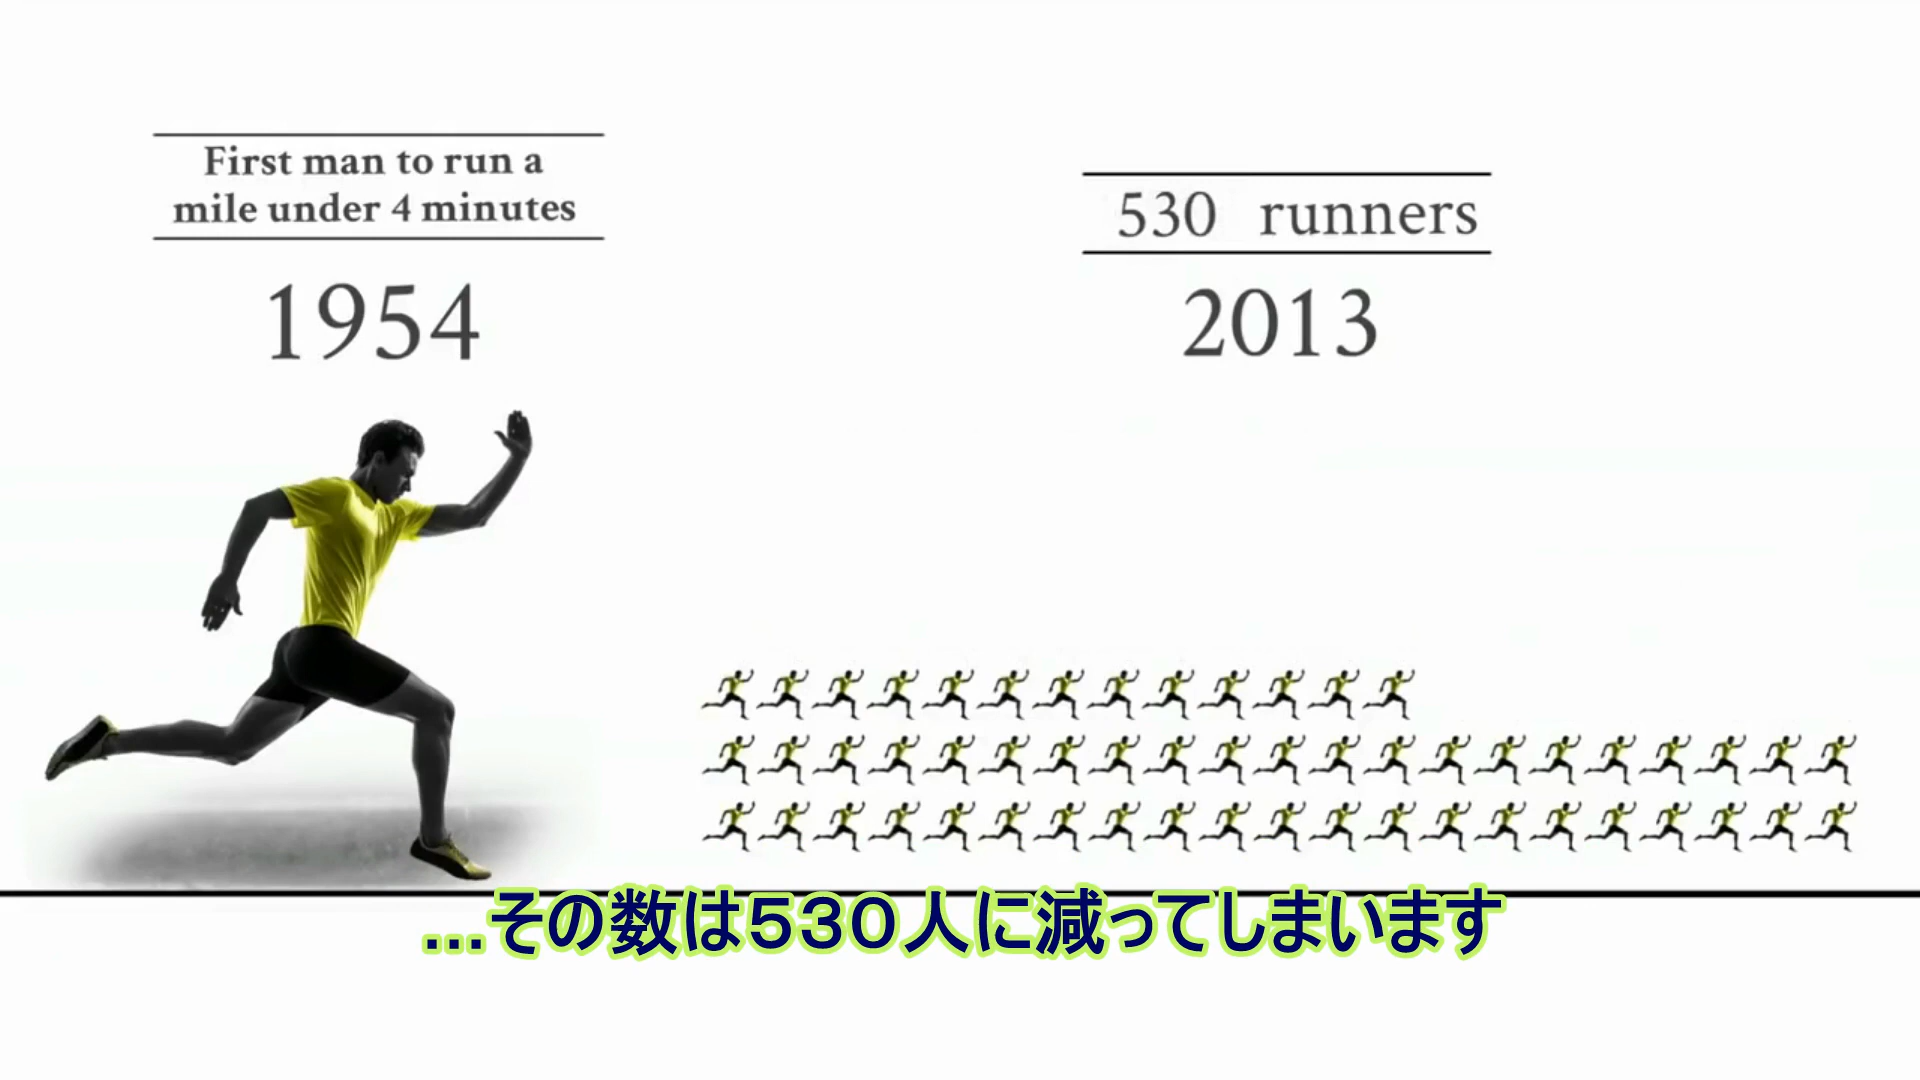 First man to run a
mile under 4 minutes
1954
530 runners
2013
...その数は530人に減ってしまいます